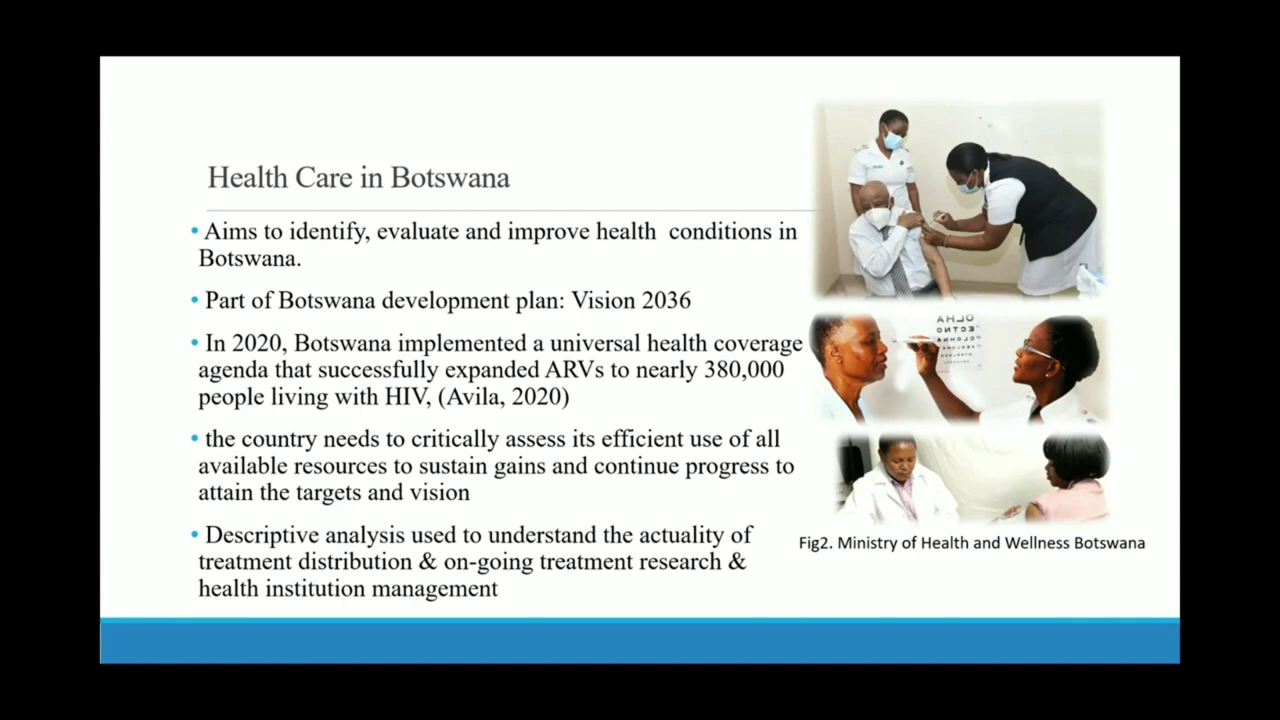 Health Care in Botswana
• Aims to identify, evaluate and improve health conditions in
Botswana.
• Part of Botswana development plan: Vision 2036
• In 2020, Botswana implemented a universal health coverage
agenda that successfully expanded ARVs to nearly 380,000
people living with HIV, (Avila, 2020)
• the country needs to critically assess its efficient use of all
available resources to sustain gains and continue progress to
attain the targets and vision
• Descriptive analysis used to understand the actuality of
treatment distribution & on-going treatment research &
health institution management
Fig2. Ministry of Health and Wellness Botswana